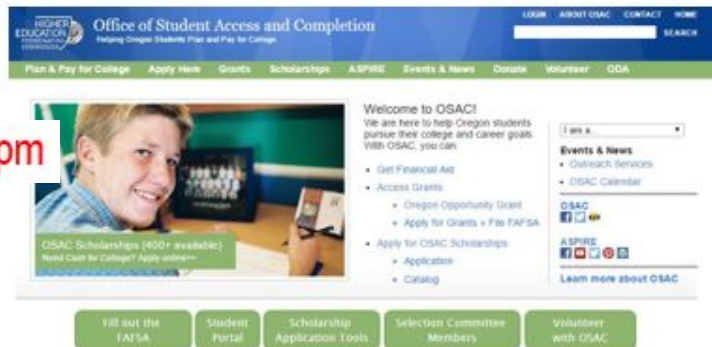 HIGHER
EDUCATION
COORDINATING
COMMISSION
Office of Student Access and Completion
Helping Oregon Students Plan and Pay for College.
LOGIN ABOUT OSAC CONTACT HOME
SEARCH
Plan & Pay for College Apply Here Grants Scholarships ASPIRE Events & News Donate Volunteer ODA
om
OSAC Scholarships (400+ available)
Need Cash for College? Apply online>>
Welcome to OSAC!
We are here to help Oregon students
pursue their college and career goals.
With OSAC, you can:
Get Financial Aid
Access Grants
Oregon Opportunity Grant
Apply for Grants » File FAFSA
Apply for OSAC Scholarships
Application
Catalog
I am a...
Events & News
Outreach Services
OSAC Calendar
OSAC
ASPIRE
Learn more about OSAC
Fill out the
FAFSA
Student
Portal
Scholarship
Application Tools
Selection Committee
Members
Volunteer
with OSAC